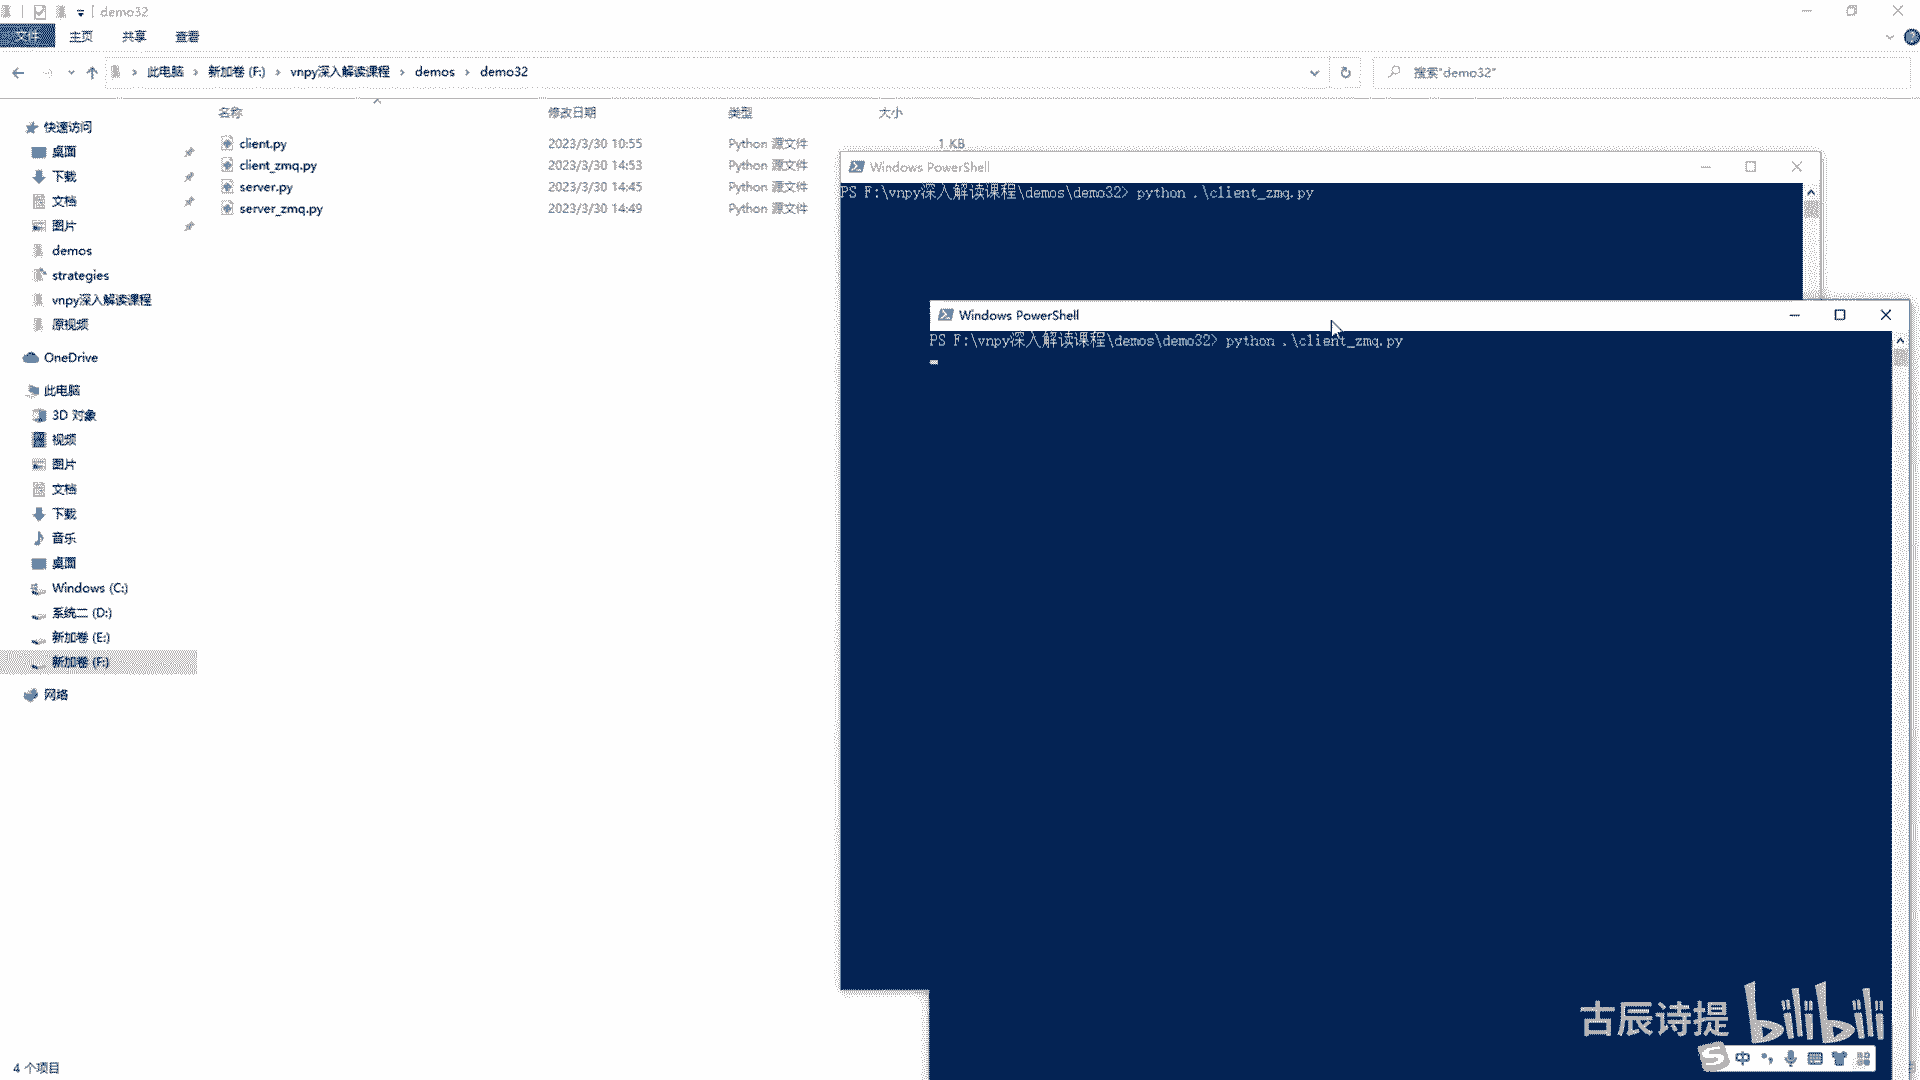 demo32
文件 主页 共享 查看
此电脑 新加卷 (F:) vnpy深入解读课程 demos demo32
搜索"demo32"
名称 修改日期 类型 大小
client.py 2023/3/30 10:55 Python 源文件 1 KB
client_zmq.py 2023/3/30 14:53 Python 源文件
server.py 2023/3/30 14:45 Python 源文件
server_zmq.py 2023/3/30 14:49 Python 源文件
快速访问
桌面
下载
文档
图片
demos
strategies
vnpy深入解读课程
原视频
OneDrive
此电脑
3D 对象
视频
图片
文档
下载
音乐
桌面
Windows (C:)
系统二 (D:)
新加卷 (E:)
新加卷 (F:)
网络
4 个项目
Windows PowerShell
PS F:\vnpy深入解读课程\demos\demo32> python .\client_zmq.py
Windows PowerShell
PS F:\vnpy深入解读课程\demos\demo32> python .\client_zmq.py
古辰诗提 bilibili
中